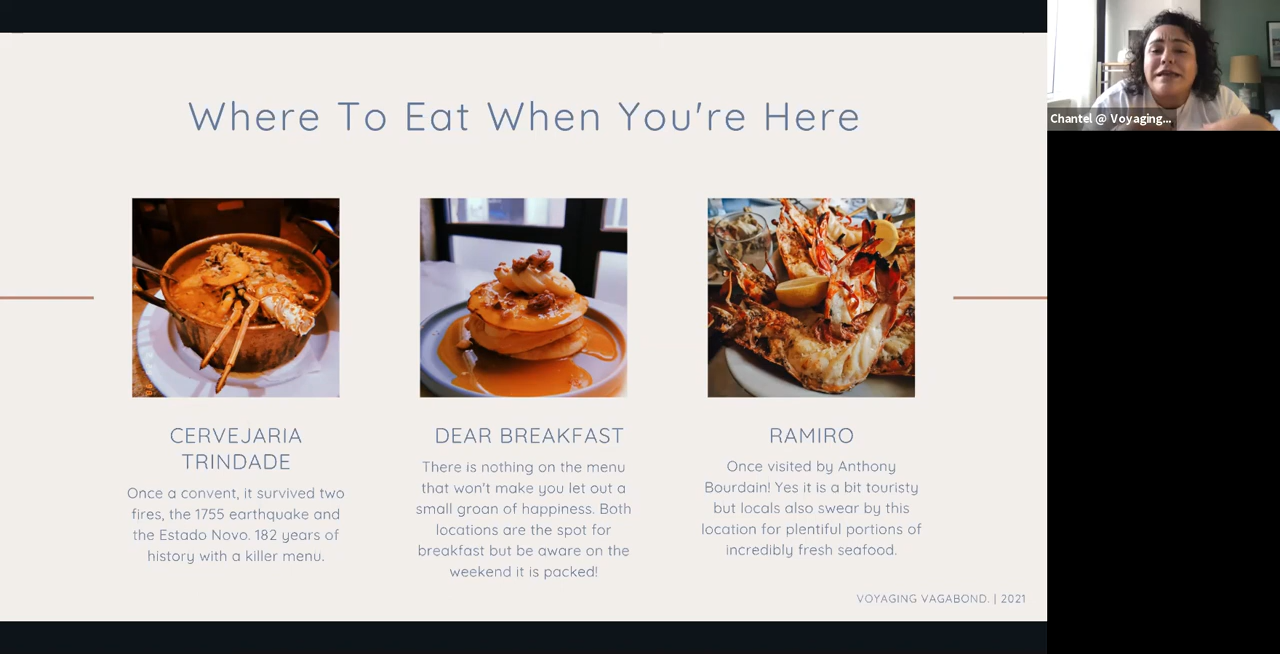 Where To Eat When You're Here
Chantel @ Voyaging...
CERVEJARIA
TRINDADE
Once a convent, it survived two
fires, the 1755 earthquake and
the Estado Novo. 182 years of
history with a killer menu.
DEAR BREAKFAST
There is nothing on the menu
that won't make you let out a
small groan of happiness. Both
locations are the spot for
breakfast but be aware on the
weekend it is packed!
RAMIRO
Once visited by Anthony
Bourdain! Yes it is a bit touristy
but locals also swear by this
location for plentiful portions of
incredibly fresh seafood.
VOYAGING VAGABOND. | 2021